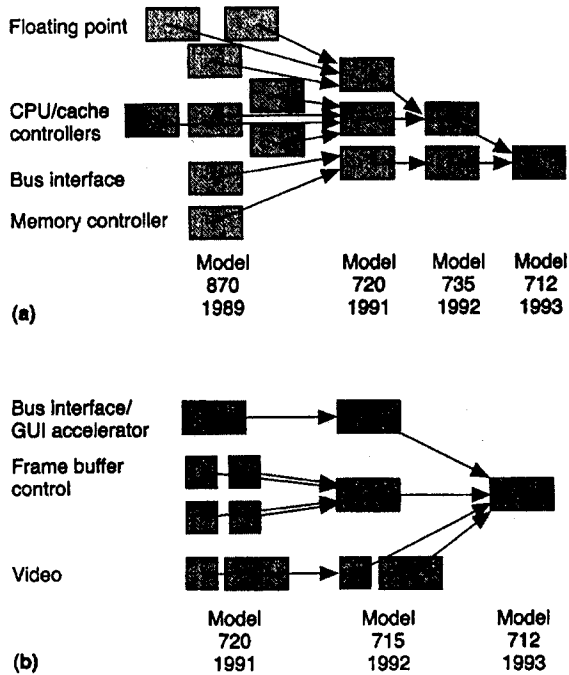 Floating point
CPU/cache
controllers
Bus interface
Memory controller
Model Model Model Model
870 720 735 712
1989 1991 1992 1993
(a)
Bus interface/
GUI accelerator
Frame buffer
control
Video
Model Model Model
720 715 712
1991 1992 1993
(b)